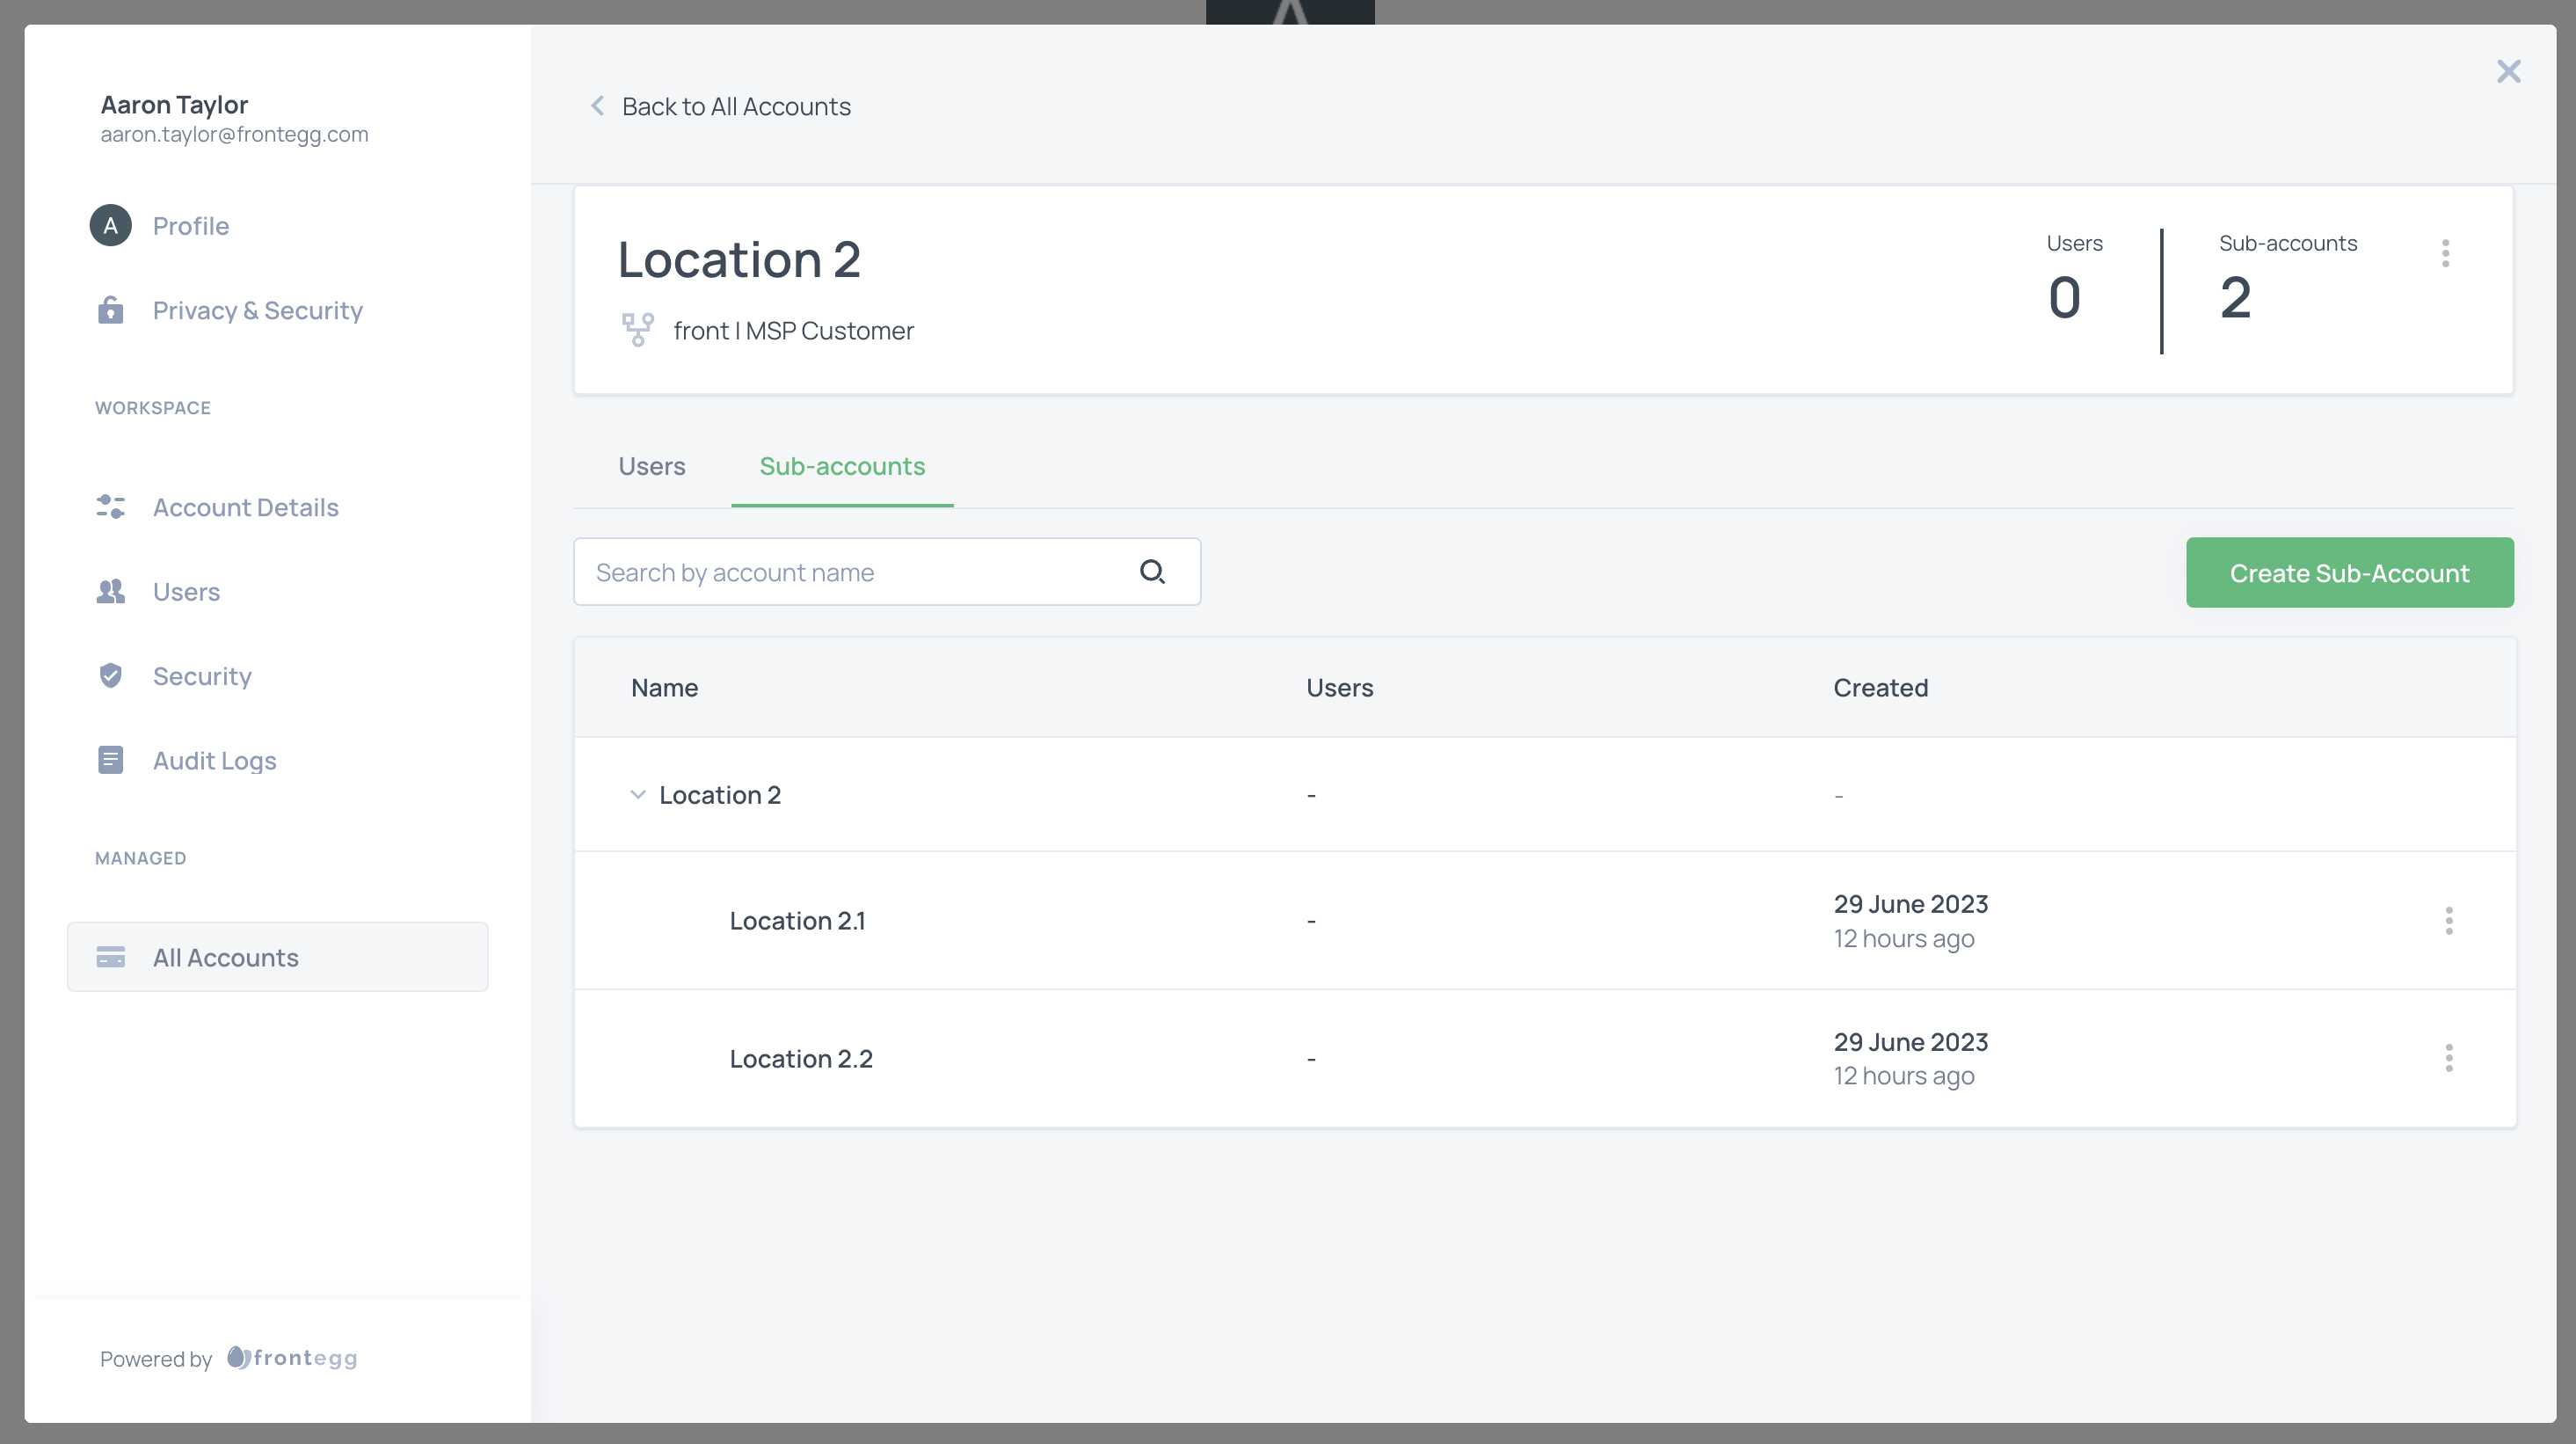 Aaron Taylor
aaron.taylor@frontegg.com
A
Profile
Privacy & Security
WORKSPACE
Account Details
Users
Security
Audit Logs
MANAGED
All Accounts
Powered by frontegg
Back to All Accounts
Location 2
front | MSP Customer
Users
0
Sub-accounts
2
Users Sub-accounts
Search by account name
Create Sub-Account
Name Users Created
Location 2 - -
Location 2.1 - 29 June 2023
12 hours ago
Location 2.2 - 29 June 2023
12 hours ago